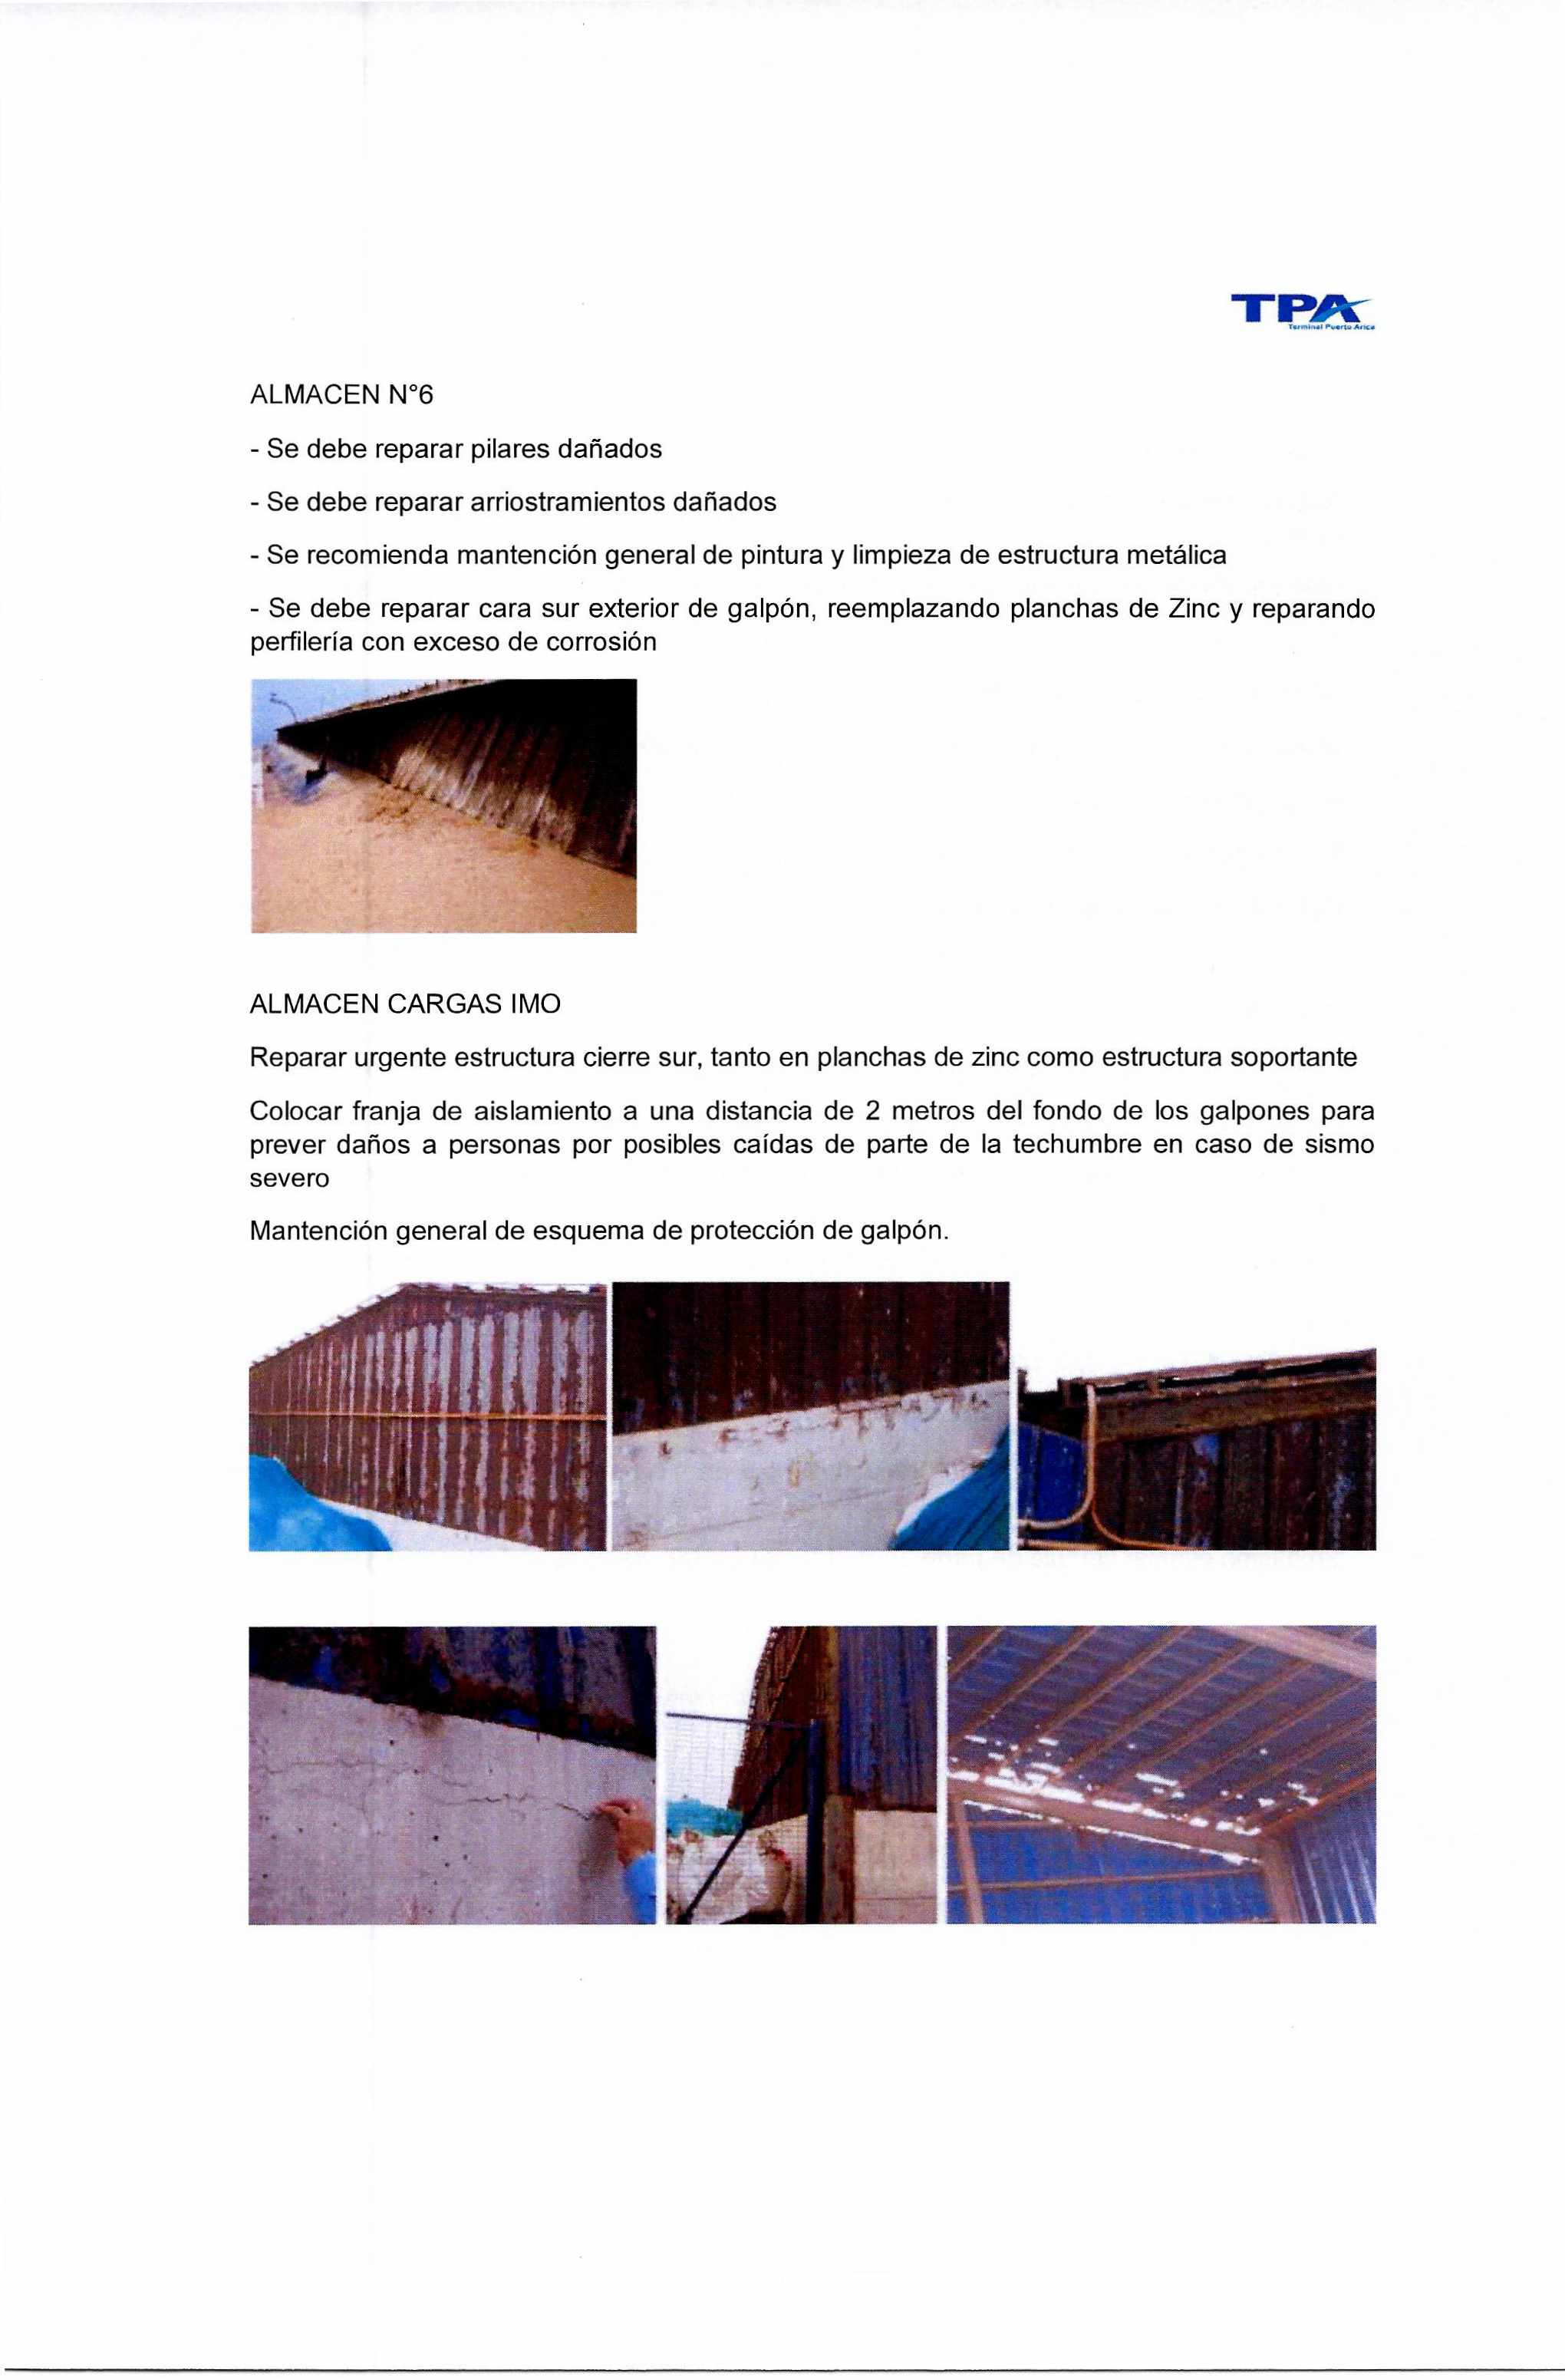 TPA
Terminal Puerto Arica
ALMACEN N°6
- Se debe reparar pilares dañados
- Se debe reparar arriostramientos dañados
- Se recomienda mantención general de pintura y limpieza de estructura metálica
- Se debe reparar cara sur exterior de galpón, reemplazando planchas de Zinc y reparando
perfilería con exceso de corrosión
ALMACEN CARGAS IMO
Reparar urgente estructura cierre sur, tanto en planchas de zinc como estructura soportante
Colocar franja de aislamiento a una distancia de 2 metros del fondo de los galpones para
prever daños a personas por posibles caídas de parte de la techumbre en caso de sismo
severo
Mantención general de esquema de protección de galpón.